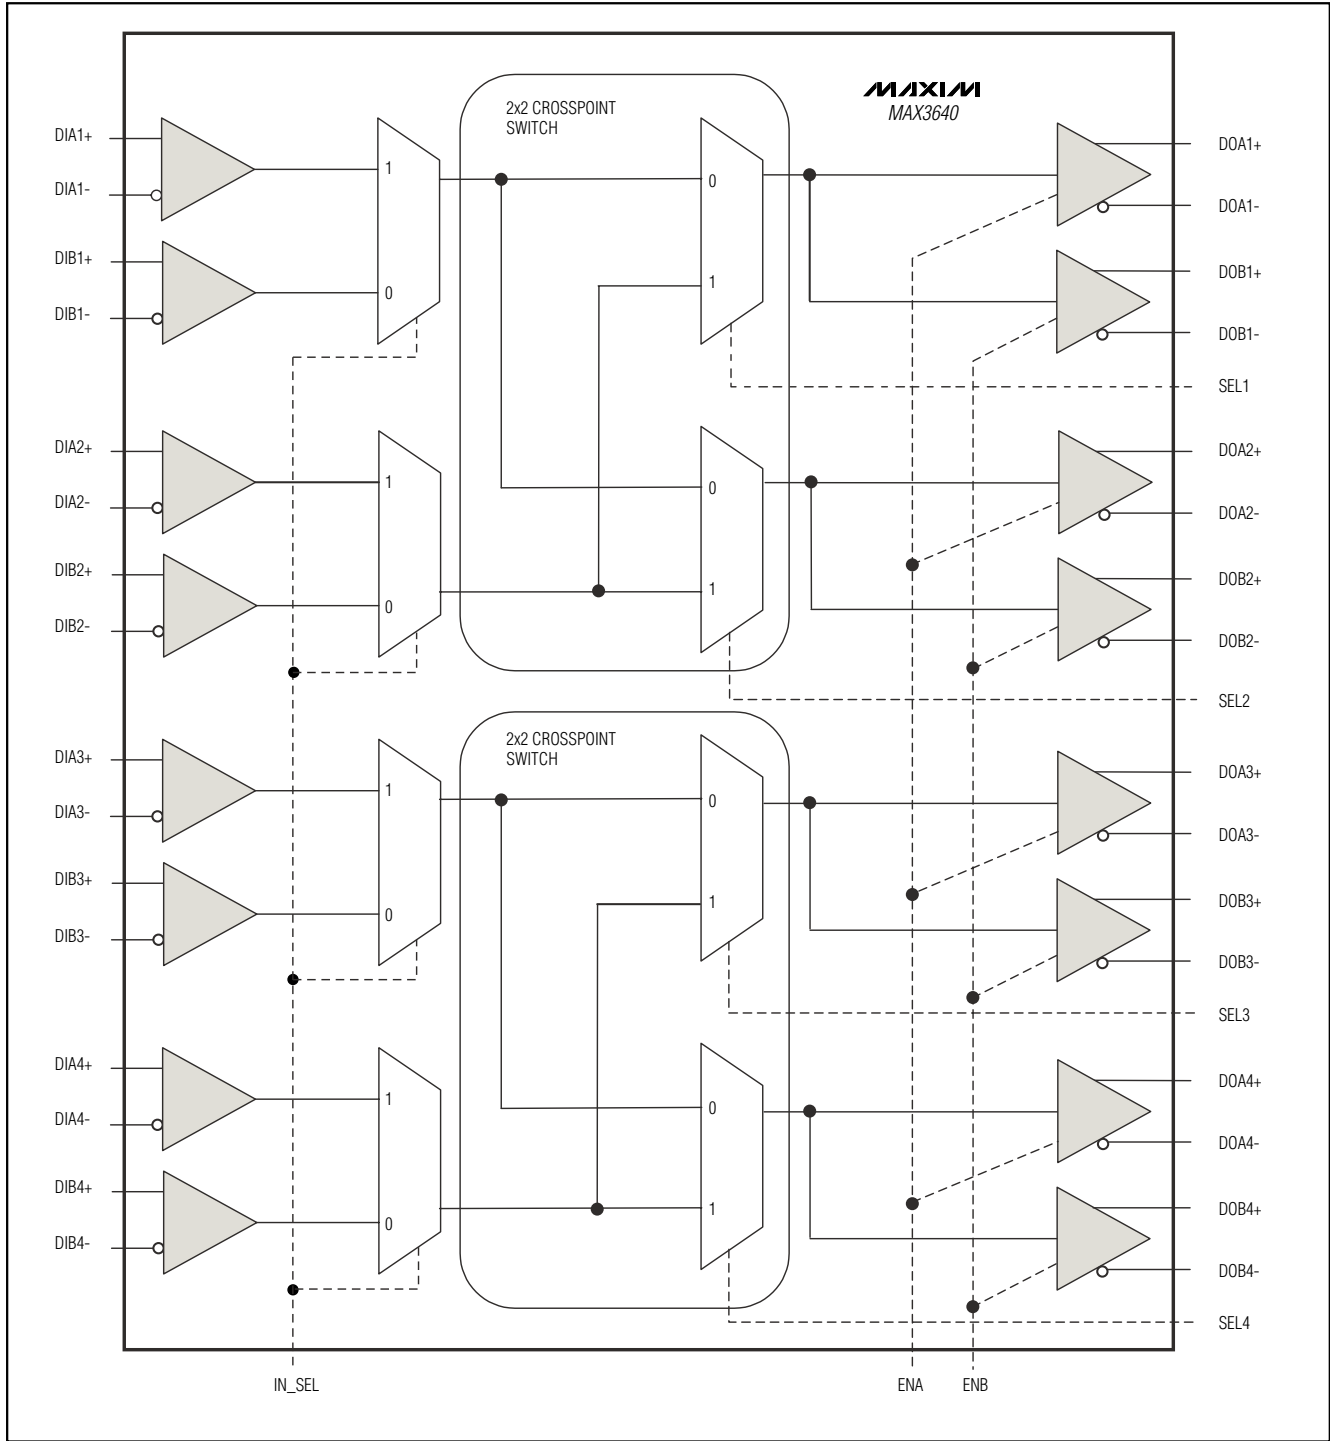 2x2 CROSSPOINT
SWITCH
MAXIM
MAX3640
DIA1+
DIA1-
DIB1+
DIB1-
1
0
0
1
DOA1+
DOA1-
DOB1+
DOB1-
SEL1
DIA2+
DIA2-
DIB2+
DIB2-
1
0
0
1
DOA2+
DOA2-
DOB2+
DOB2-
SEL2
2x2 CROSSPOINT
SWITCH
DIA3+
DIA3-
DIB3+
DIB3-
1
0
0
1
DOA3+
DOA3-
DOB3+
DOB3-
SEL3
DIA4+
DIA4-
DIB4+
DIB4-
1
0
0
1
DOA4+
DOA4-
DOB4+
DOB4-
SEL4
IN_SEL
ENA
ENB